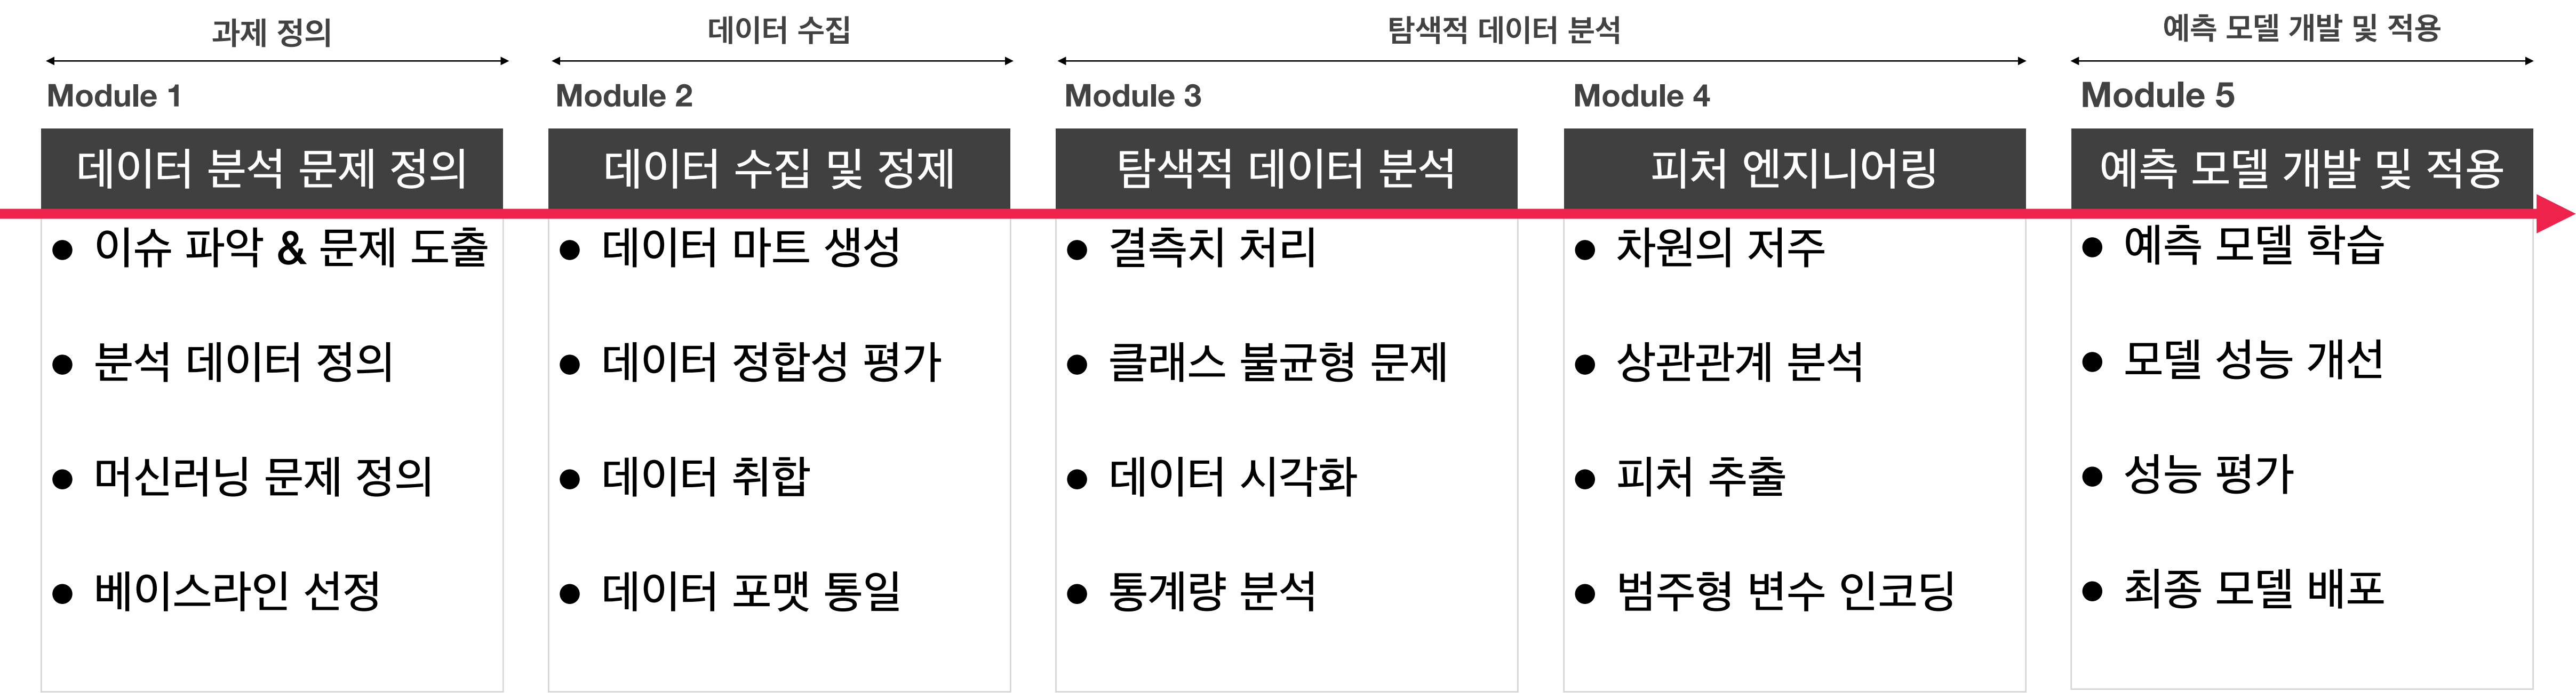 과제 정의
데이터 수집
탐색적 데이터 분석
예측 모델 개발 및 적용
Module 1
Module 2
Module 3
Module 4
Module 5
데이터 분석 문제 정의
데이터 수집 및 정제
탐색적 데이터 분석
피처 엔지니어링
예측 모델 개발 및 적용
● 이슈 파악 & 문제 도출
● 분석 데이터 정의
● 머신러닝 문제 정의
● 베이스라인 선정
● 데이터 마트 생성
● 데이터 정합성 평가
● 데이터 취합
● 데이터 포맷 통일
● 결측치 처리
● 클래스 불균형 문제
● 데이터 시각화
● 통계량 분석
● 차원의 저주
● 상관관계 분석
● 피처 추출
● 범주형 변수 인코딩
● 예측 모델 학습
● 모델 성능 개선
● 성능 평가
● 최종 모델 배포